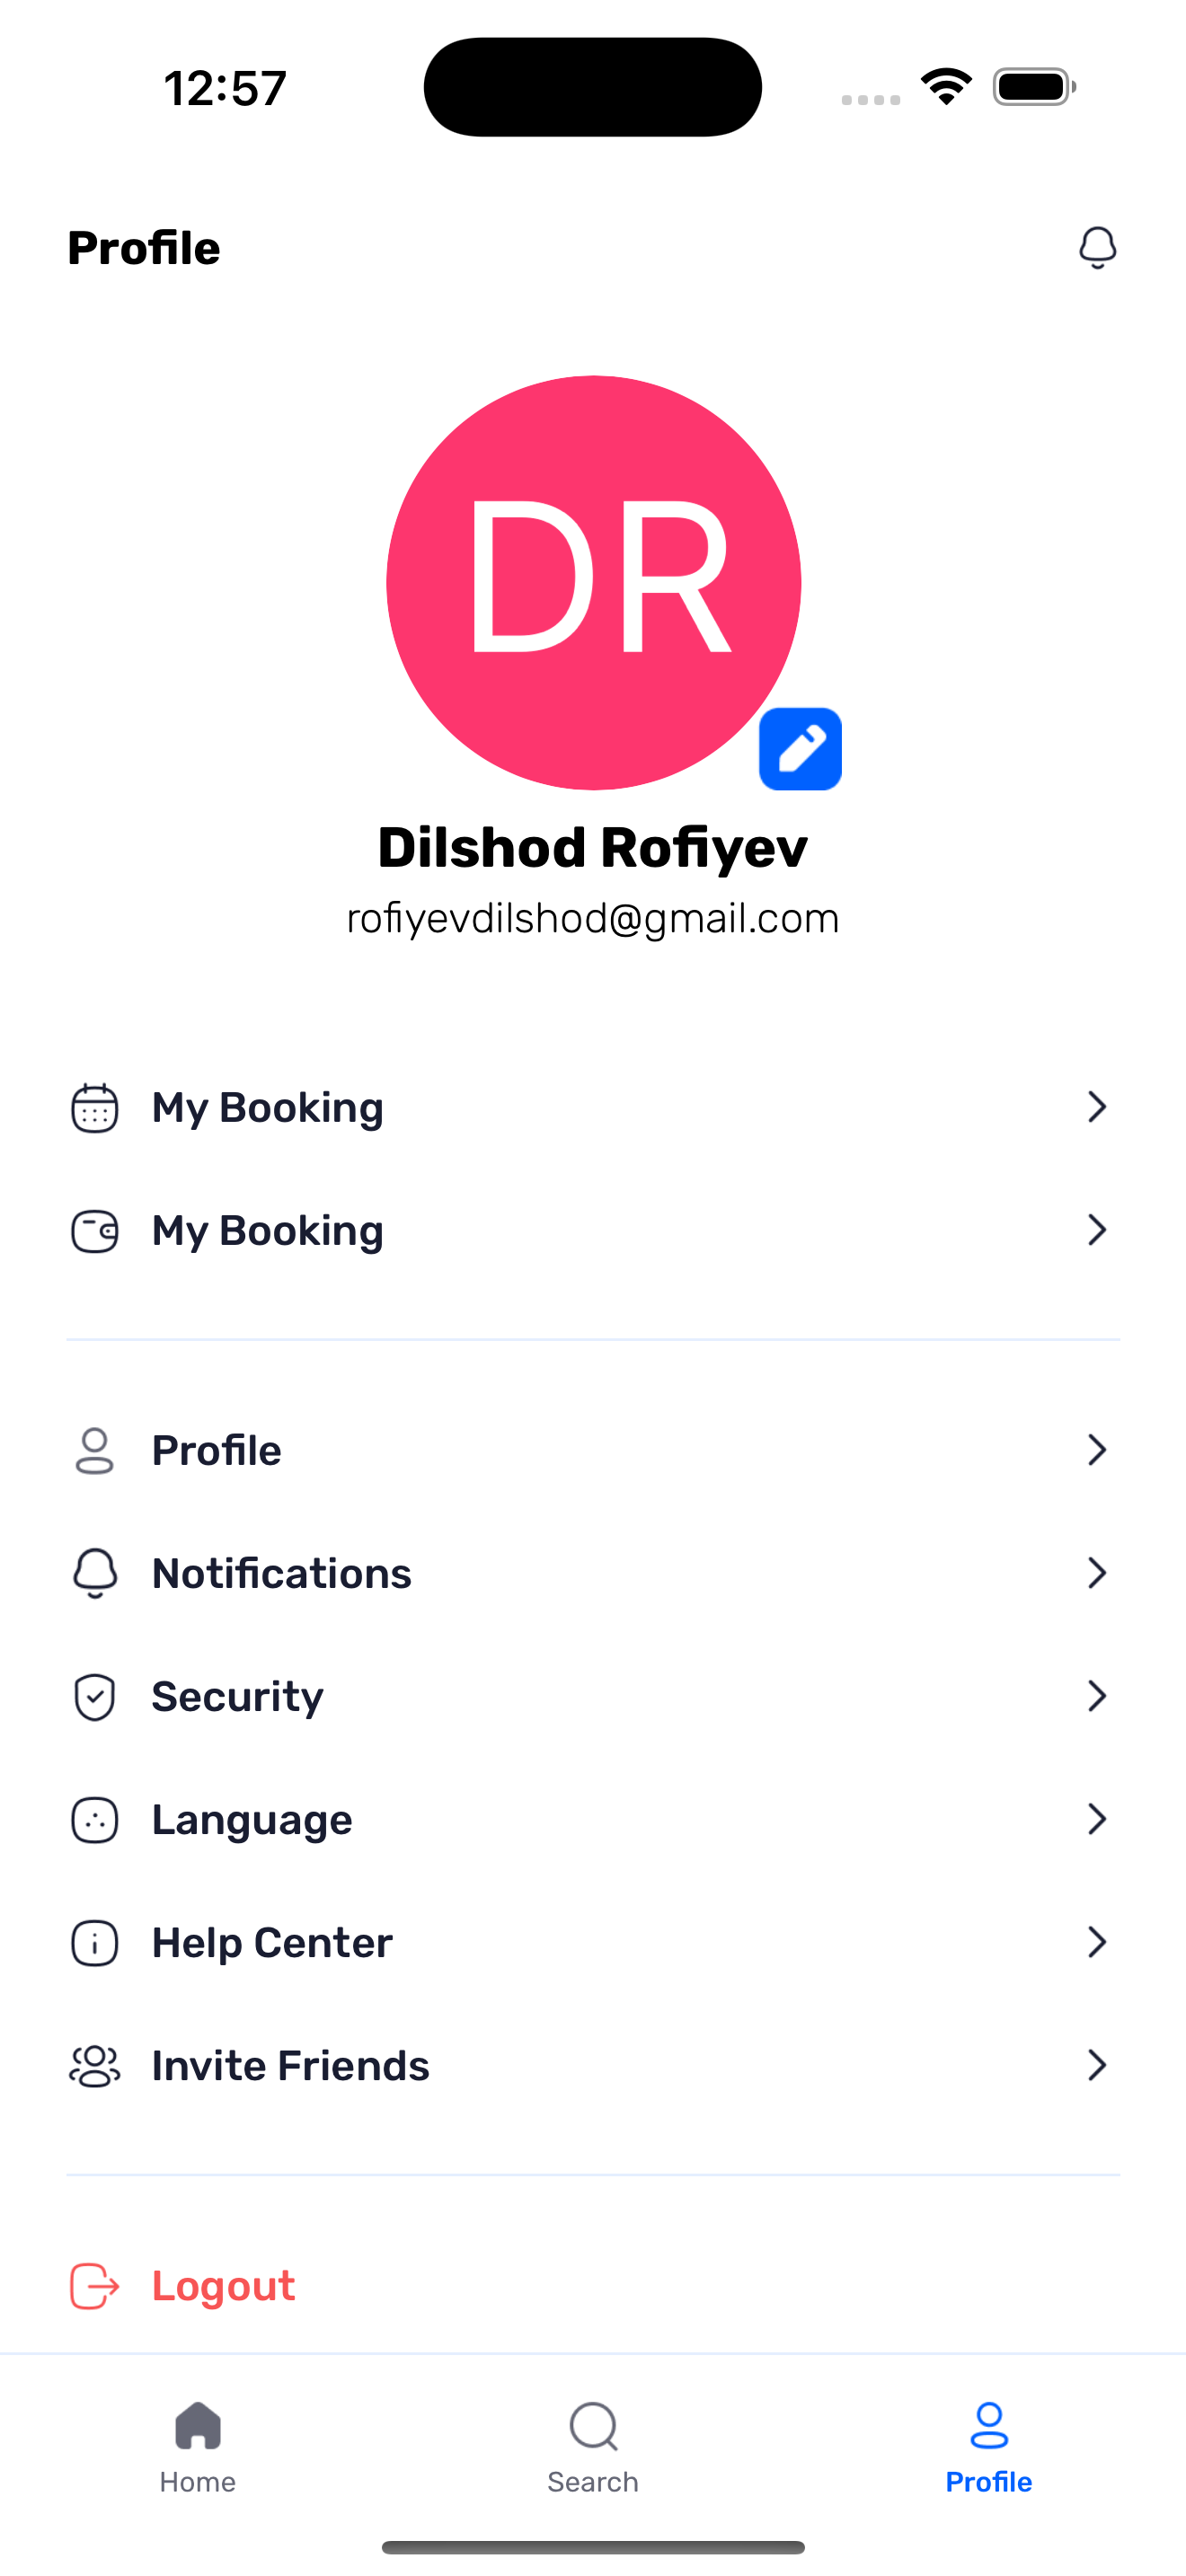 12:57
Profile
DR
Dilshod Rofiyev
rofiyevdilshod@gmail.com
My Booking
My Booking
Profile
Notifications
Security
Language
Help Center
Invite Friends
Logout
Home
Search
Profile